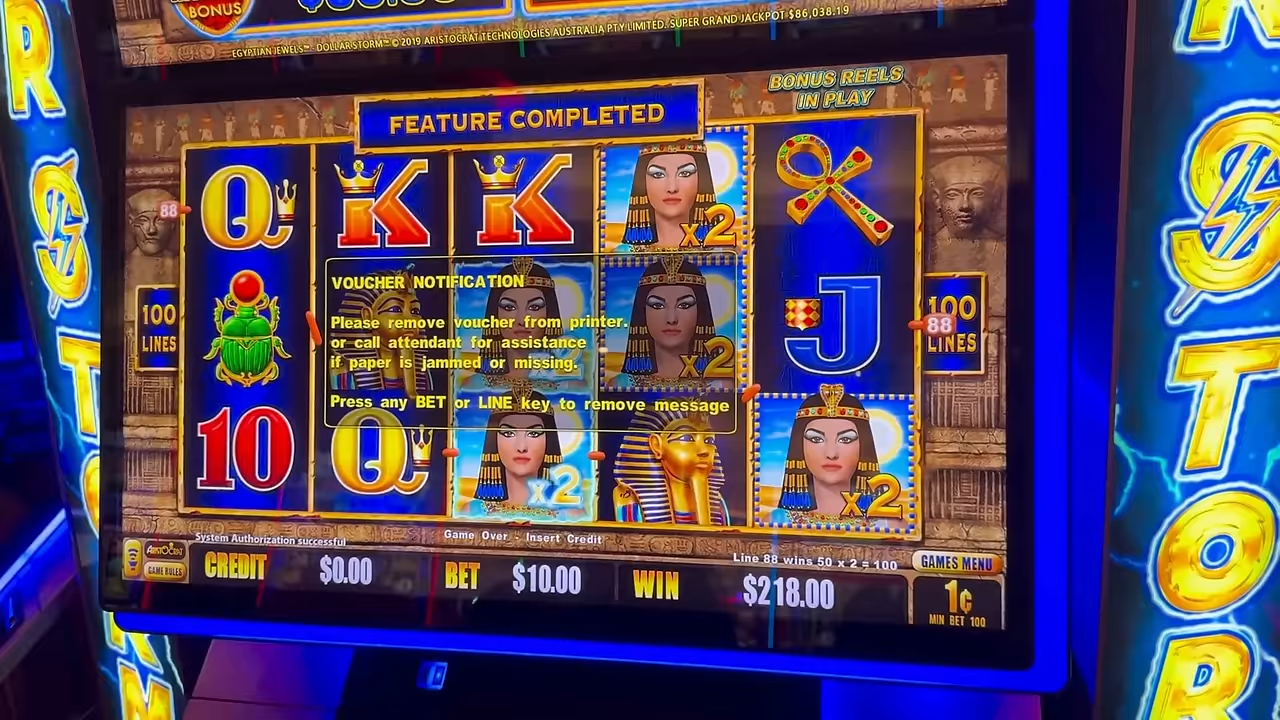 BONUS
EGYPTIAN JEWELS™ - DOLLAR STORM™ © 2019 ARISTOCRAT TECHNOLOGIES AUSTRALIA PTY LIMITED. SUPER GRAND JACKPOT $86,038.19
BONUS REELS
IN PLAY
FEATURE COMPLETED
Q K K x2
88
100
LINES
VOUCHER NOTIFICATION
Please remove voucher from printer.
or call attendant for assistance
if paper is jammed or missing.
Press any BET or LINE key to remove message
x2
J
100
88
LINES
10 Q x2 x2
System Authorization successful
Game Over - Insert Credit
Line 88 wins 50 x 2 = 100
ARISTOCRAT
GAME RULES
CREDIT $0.00 BET $10.00 WIN $218.00
GAMES MENU
1¢
MIN BET 100
R
S
T
O
R
M
S
T
O
R